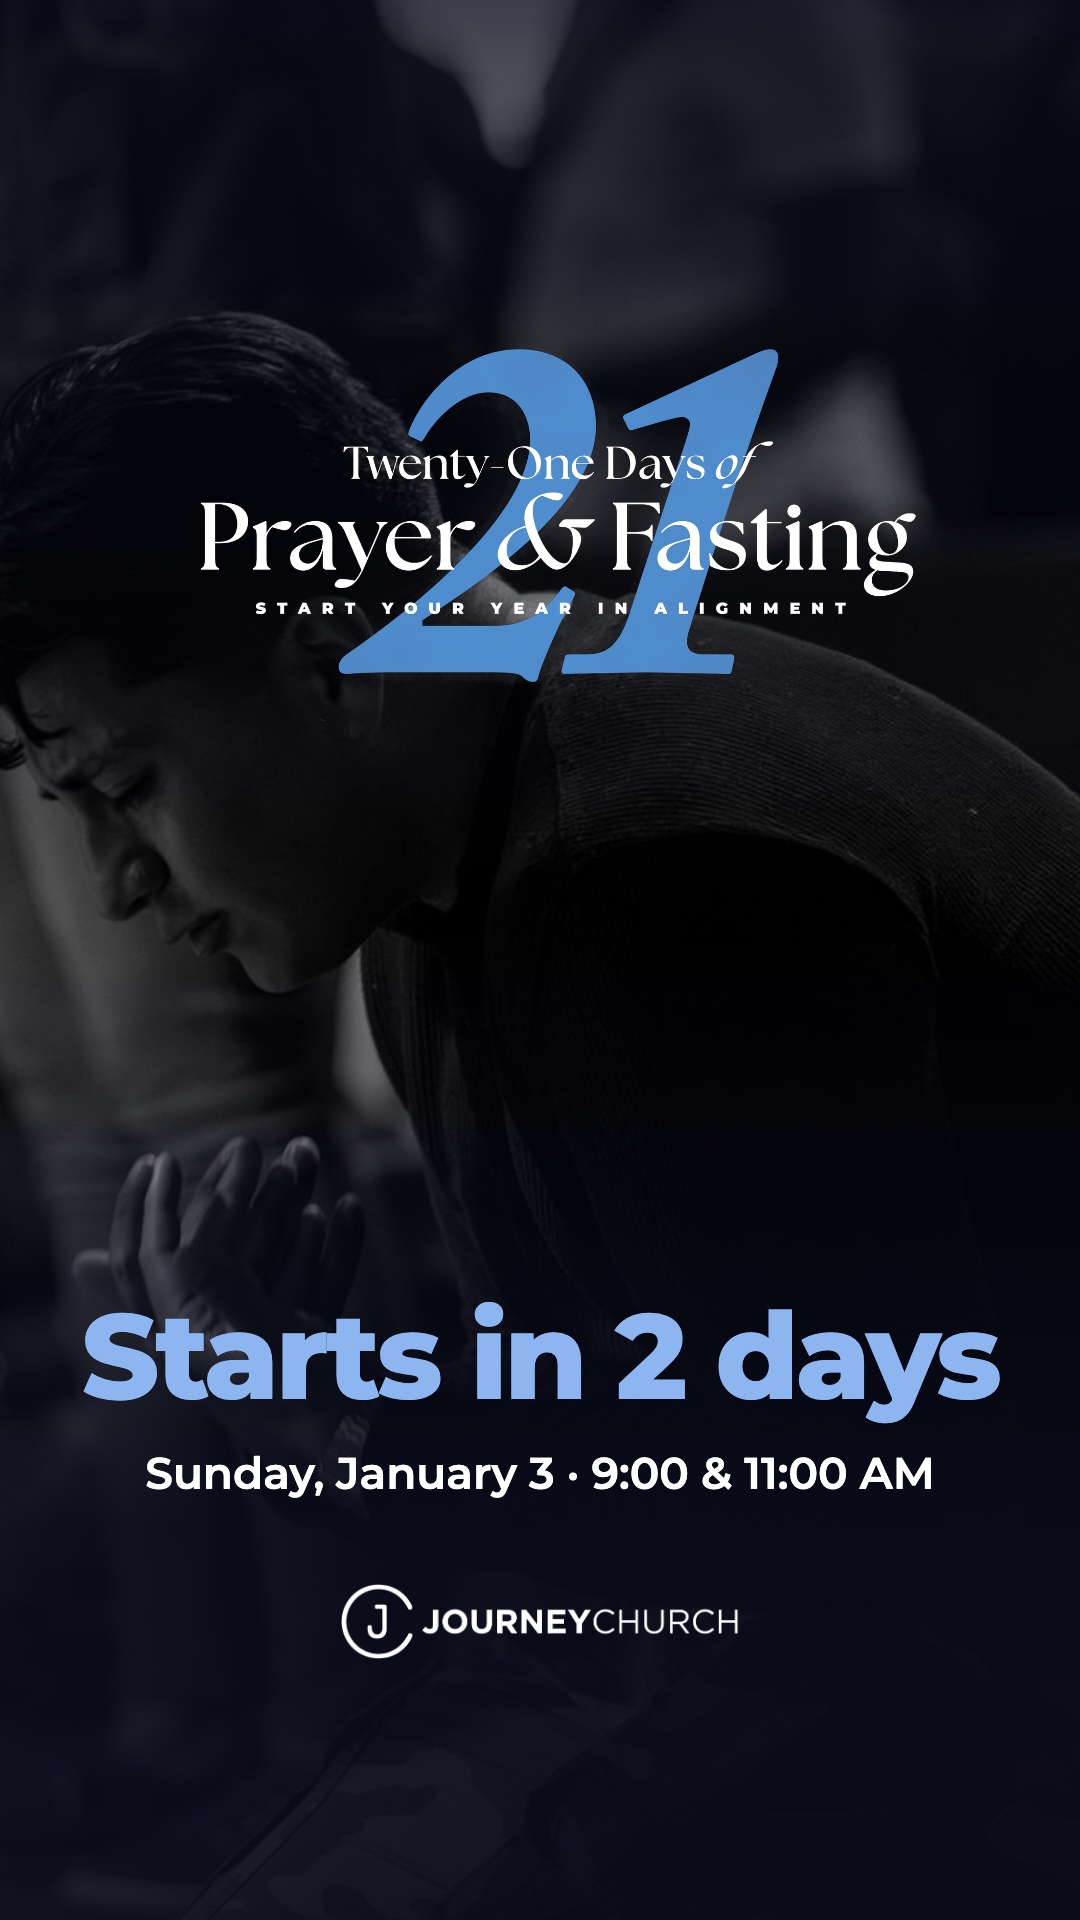 21
Twenty-One Days of
Prayer & Fasting
START YOUR YEAR IN ALIGNMENT
Starts in 2 days
Sunday, January 3 · 9:00 & 11:00 AM
J JOURNEYCHURCH